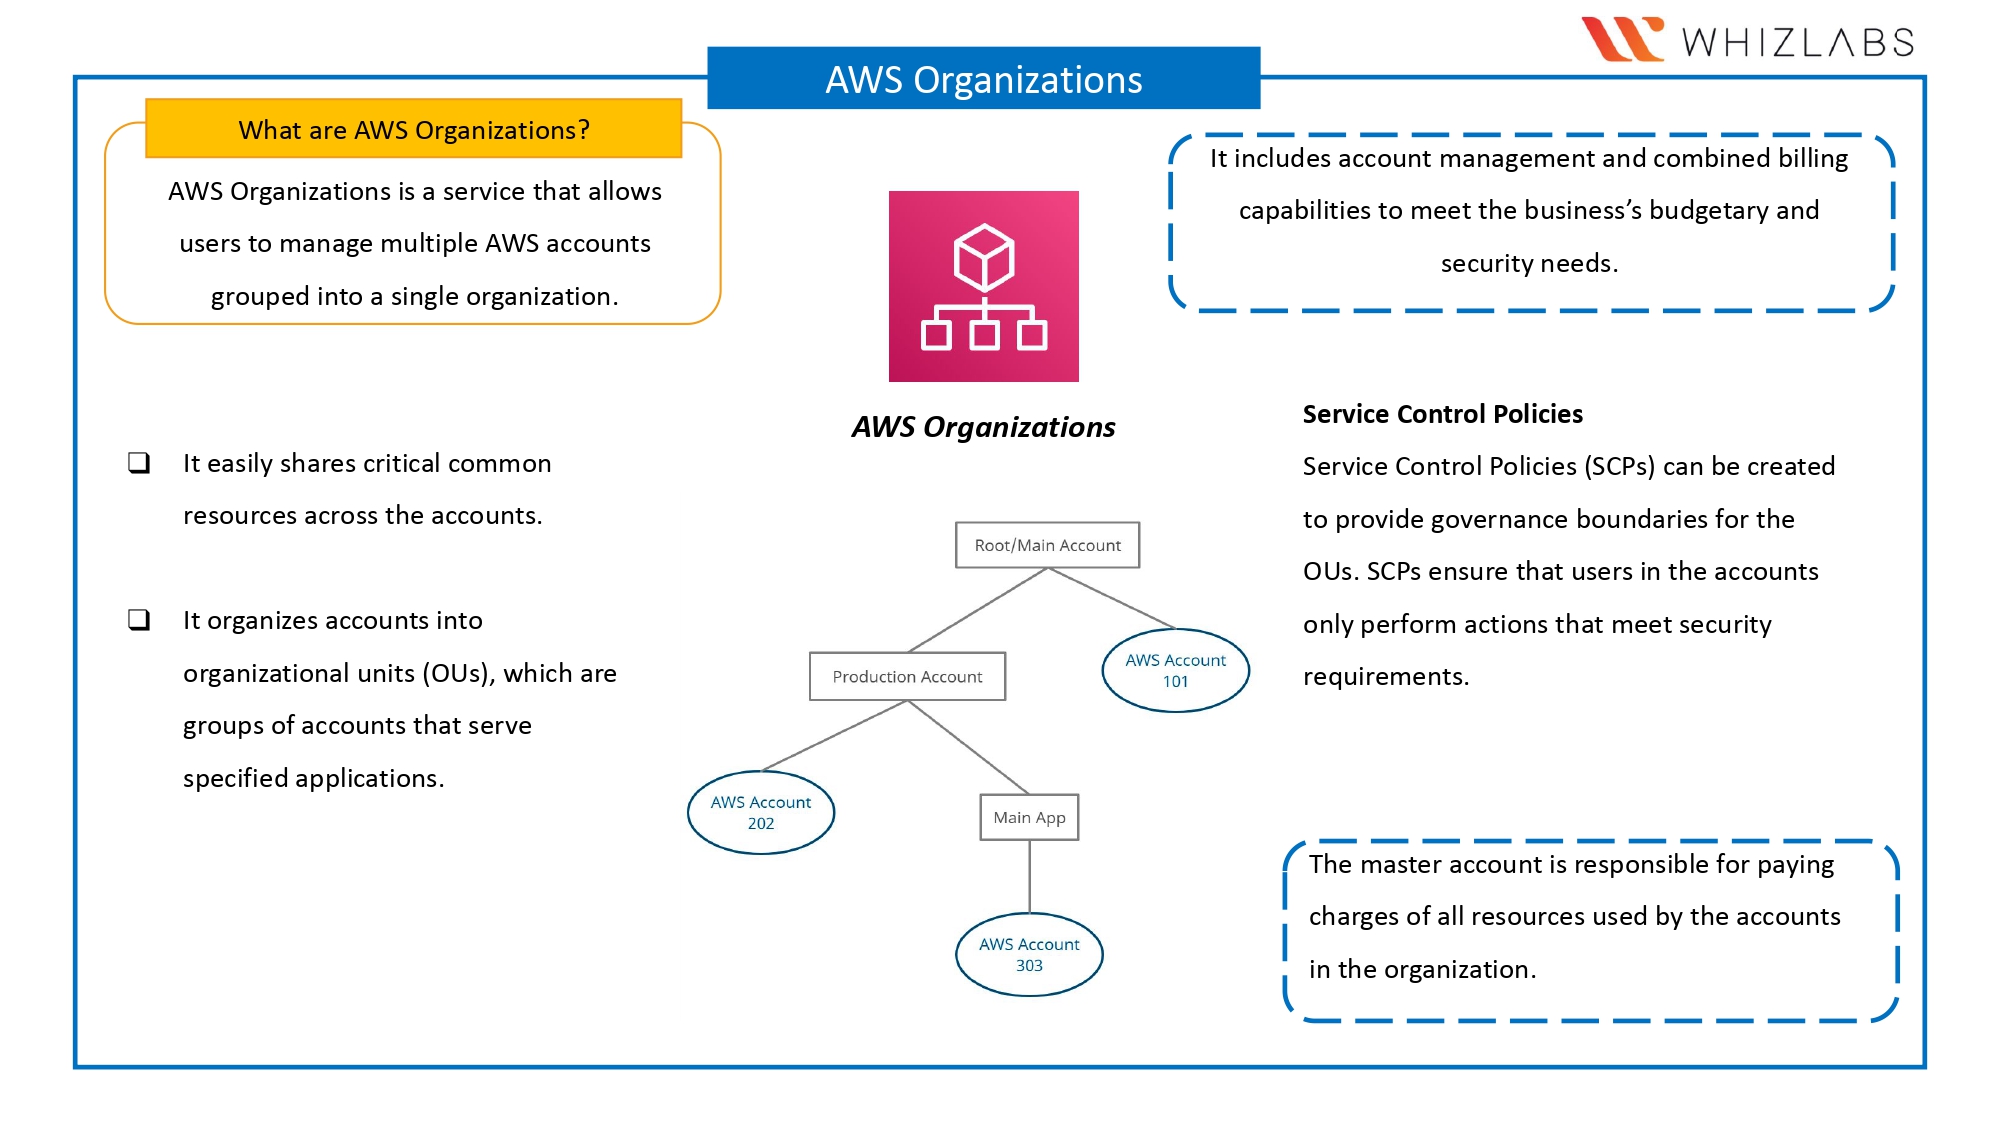 WHIZLABS
AWS Organizations
What are AWS Organizations?
AWS Organizations is a service that allows
users to manage multiple AWS accounts
grouped into a single organization.
It includes account management and combined billing
capabilities to meet the business’s budgetary and
security needs.
AWS Organizations
❑ It easily shares critical common
resources across the accounts.
❑ It organizes accounts into
organizational units (OUs), which are
groups of accounts that serve
specified applications.
Root/Main Account
Production Account
AWS Account
101
AWS Account
202
Main App
AWS Account
303
Service Control Policies
Service Control Policies (SCPs) can be created
to provide governance boundaries for the
OUs. SCPs ensure that users in the accounts
only perform actions that meet security
requirements.
The master account is responsible for paying
charges of all resources used by the accounts
in the organization.